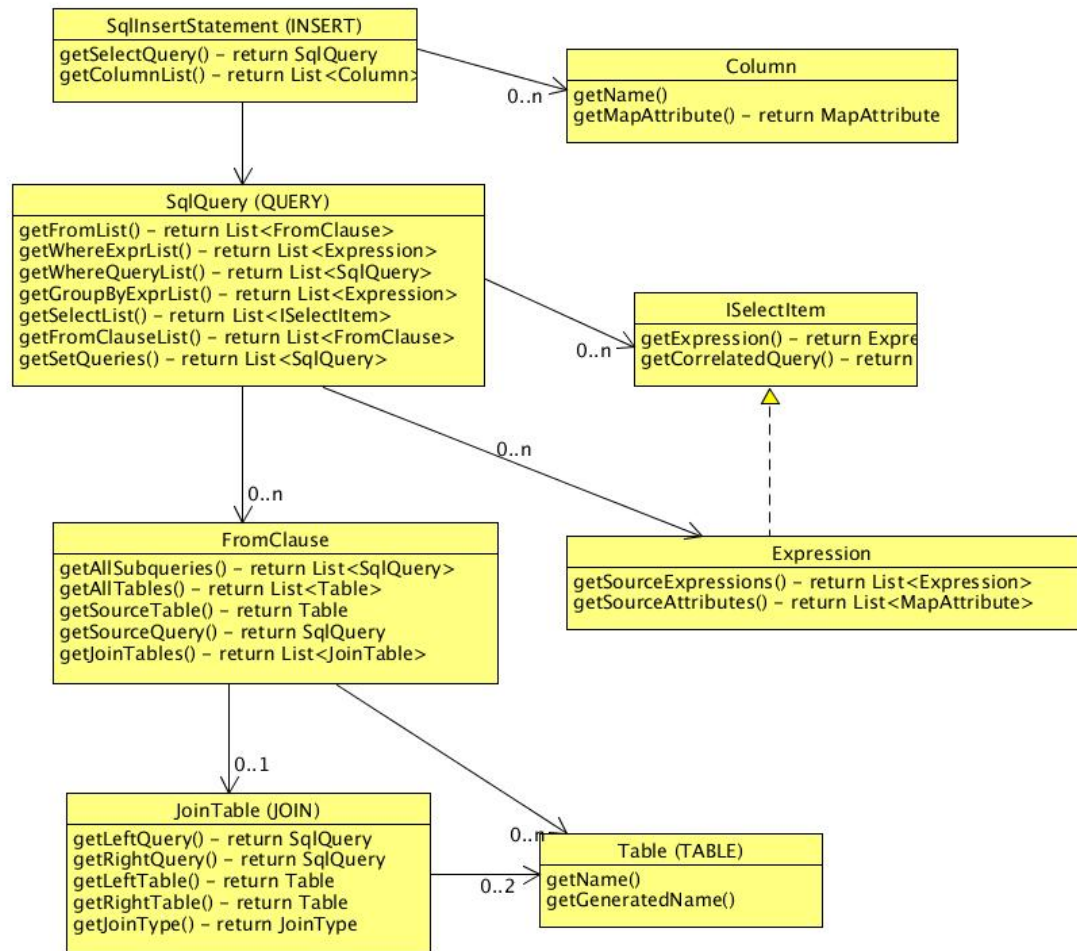 SqlInsertStatement (INSERT)
getSelectQuery() – return SqlQuery
getColumnList() – return List<Column>
Column
getName()
getMapAttribute() – return MapAttribute
0..n
SqlQuery (QUERY)
getFromList() – return List<FromClause>
getWhereExprList() – return List<Expression>
getWhereQueryList() – return List<SqlQuery>
getGroupByExprList() – return List<Expression>
getSelectList() – return List<ISelectItem>
getFromClauseList() – return List<FromClause>
getSetQueries() – return List<SqlQuery>
ISelectItem
getExpression() – return Expre
getCorrelatedQuery() – return
0..n
0..n
0..n
FromClause
getAllSubqueries() – return List<SqlQuery>
getAllTables() – return List<Table>
getSourceTable() – return Table
getSourceQuery() – return SqlQuery
getJoinTables() – return List<JoinTable>
Expression
getSourceExpressions() – return List<Expression>
getSourceAttributes() – return List<MapAttribute>
0..1
JoinTable (JOIN)
getLeftQuery() – return SqlQuery
getRightQuery() – return SqlQuery
getLeftTable() – return Table
getRightTable() – return Table
getJoinType() – return JoinType
0..n
0..2
Table (TABLE)
getName()
getGeneratedName()